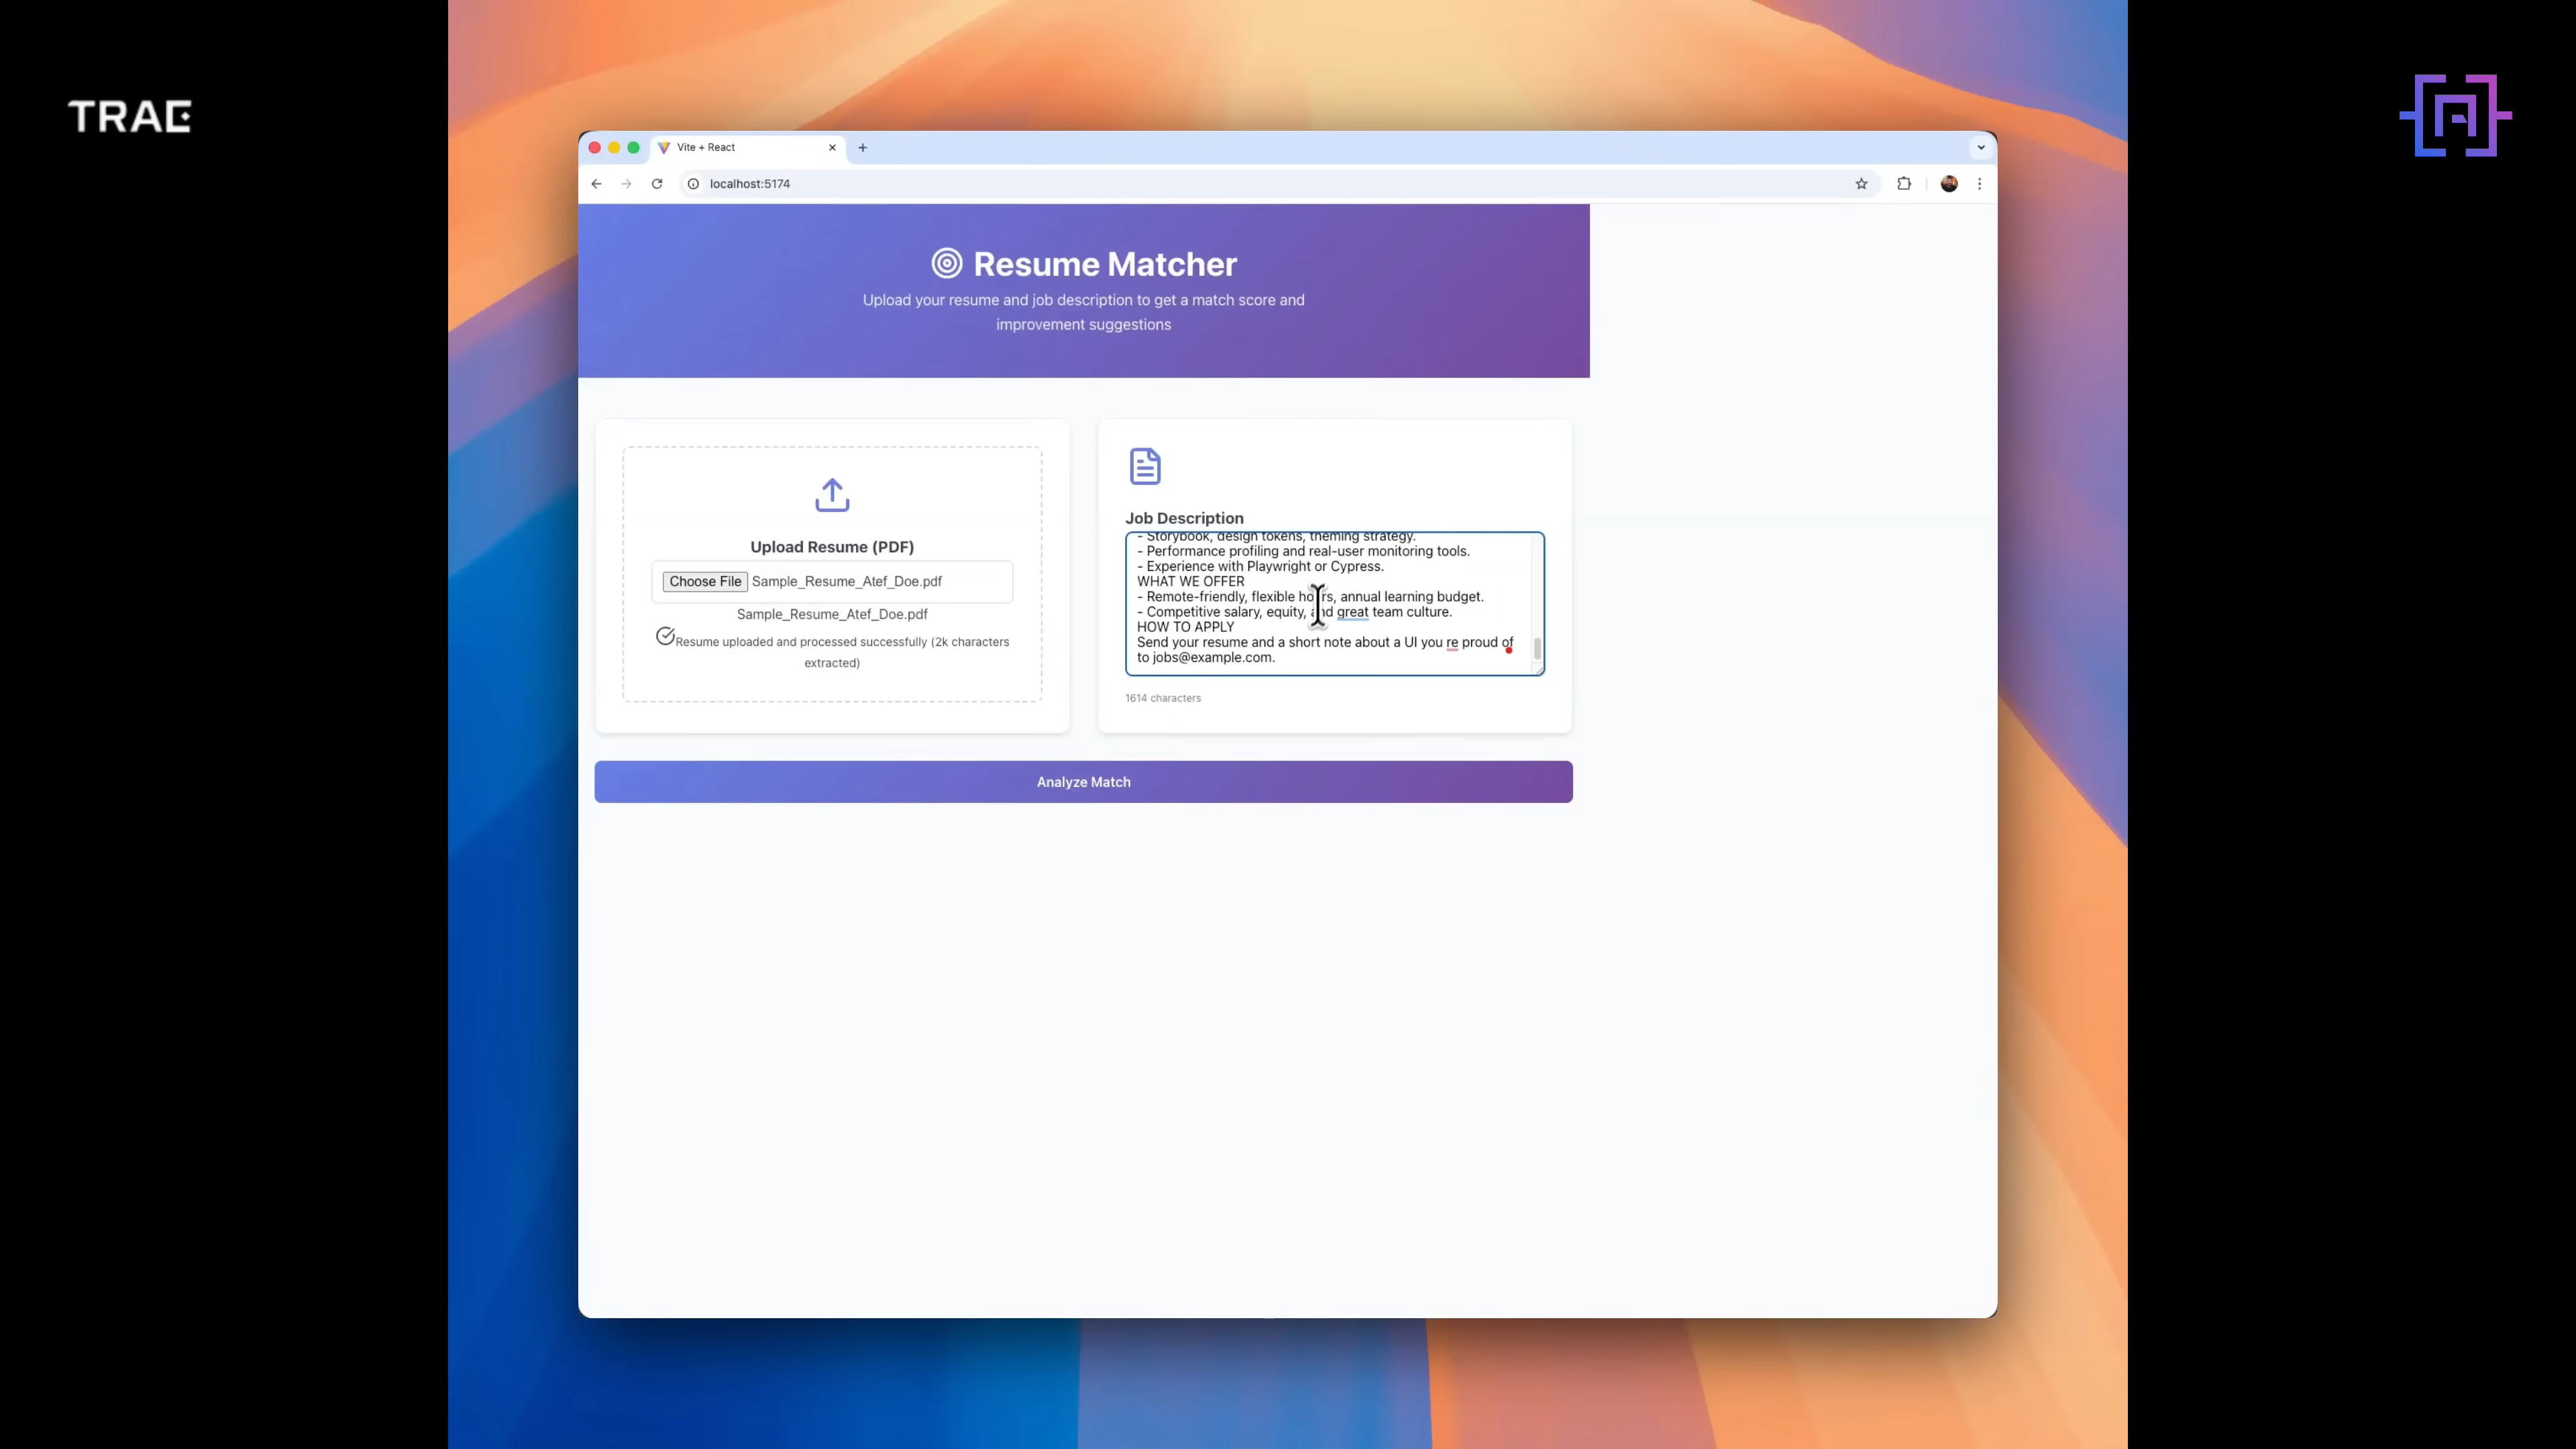 TRAE
Vite + React
localhost:5174
Resume Matcher
Upload your resume and job description to get a match score and
improvement suggestions
Upload Resume (PDF)
Choose File Sample_Resume_Atef_Doe.pdf
Sample_Resume_Atef_Doe.pdf
Resume uploaded and processed successfully (2k characters
extracted)
Job Description
- Storybook, design tokens, theming strategy.
- Performance profiling and real-user monitoring tools.
- Experience with Playwright or Cypress.
WHAT WE OFFER
- Remote-friendly, flexible hours, annual learning budget.
- Competitive salary, equity, and great team culture.
HOW TO APPLY
Send your resume and a short note about a UI you re proud of
to jobs@example.com.
1614 characters
Analyze Match